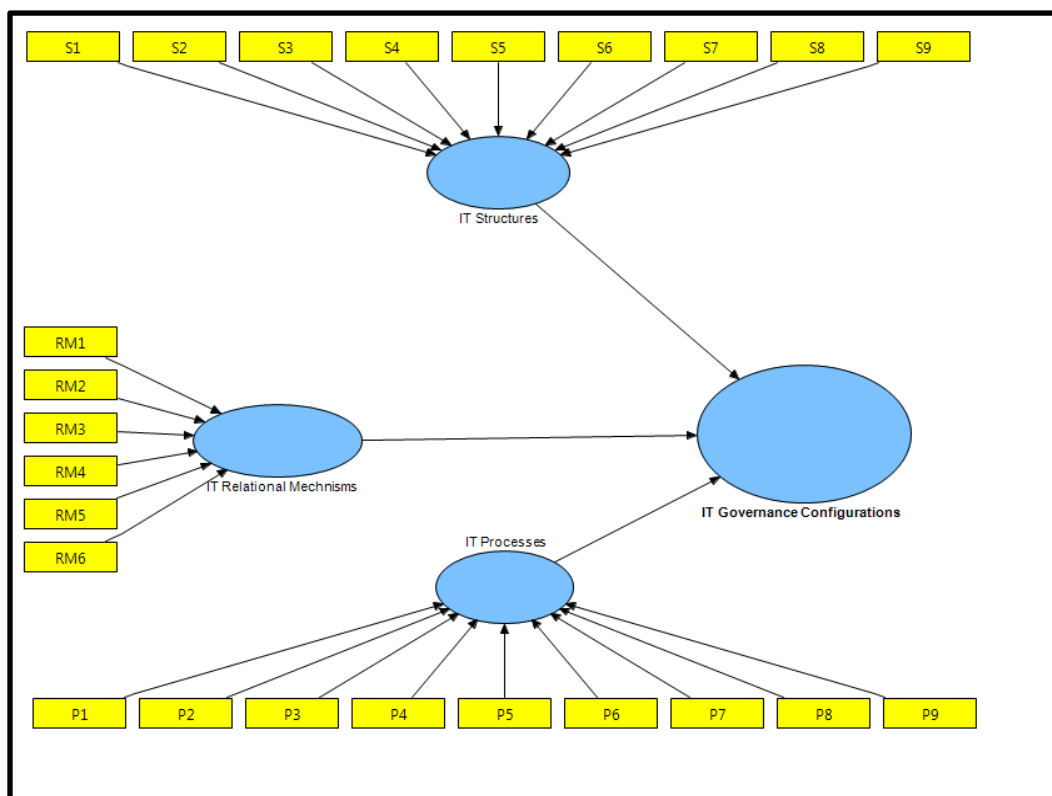 S1 S2 S3 S4 S5 S6 S7 S8 S9
IT Structures
RM1
RM2
RM3
RM4
RM5
RM6
IT Relational Mechnisms
IT Governance Configurations
IT Processes
P1 P2 P3 P4 P5 P6 P7 P8 P9